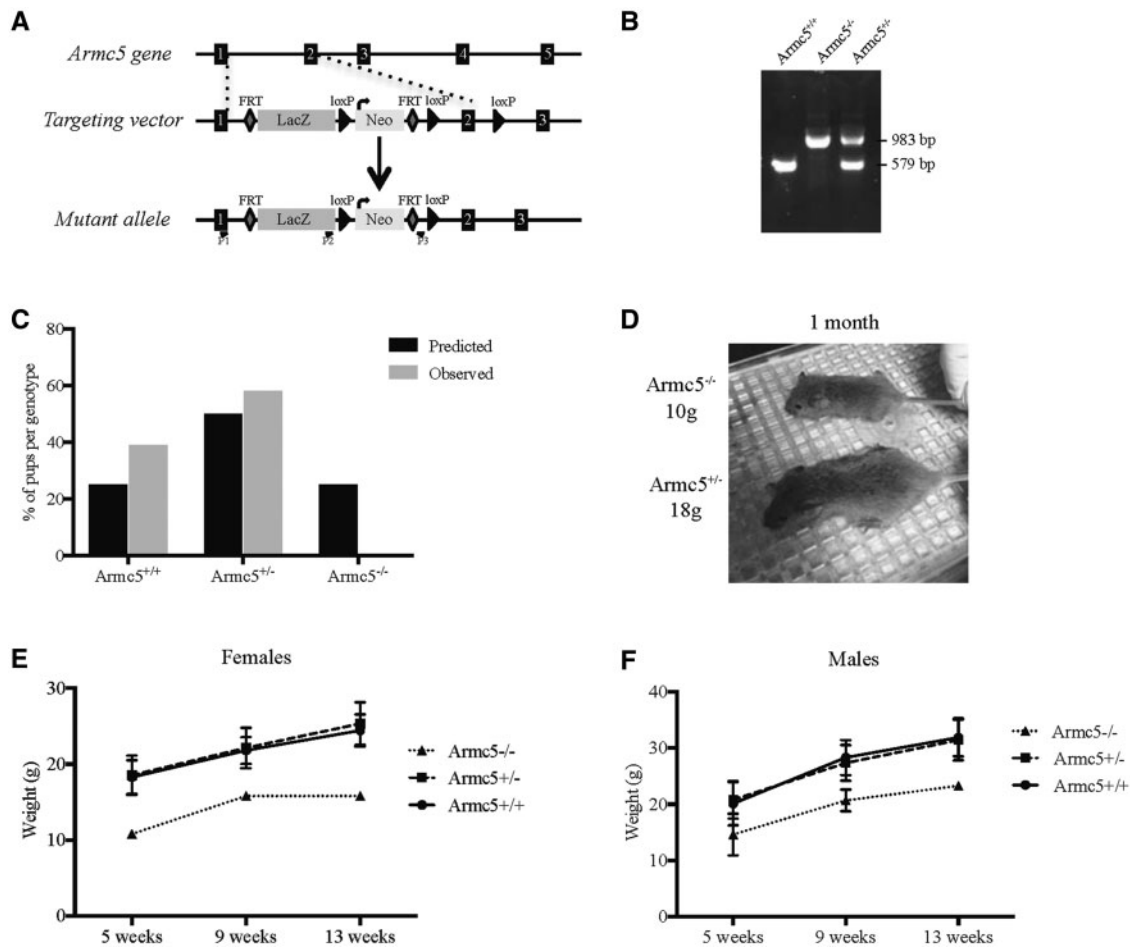 A
Armc5 gene
1 2 3 4 5
FRT loxP FRT loxP loxP
Targeting vector
1 LacZ Neo 2 3
FRT loxP FRT loxP
Mutant allele
1 LacZ Neo 2 3
P1 P2 P3
B
Armc5+/+ Armc5-/- Armc5+/-
983 bp
579 bp
C
% of pups per genotype
80
60
40
20
0
Predicted
Observed
Armc5+/+ Armc5+/- Armc5-/-
D
1 month
Armc5-/-
10g
Armc5+/-
18g
E
Females
Weight (g)
30
20
10
0
5 weeks 9 weeks 13 weeks
Armc5-/-
Armc5+/-
Armc5+/+
F
Males
Weight (g)
40
30
20
10
0
5 weeks 9 weeks 13 weeks
Armc5-/-
Armc5+/-
Armc5+/+